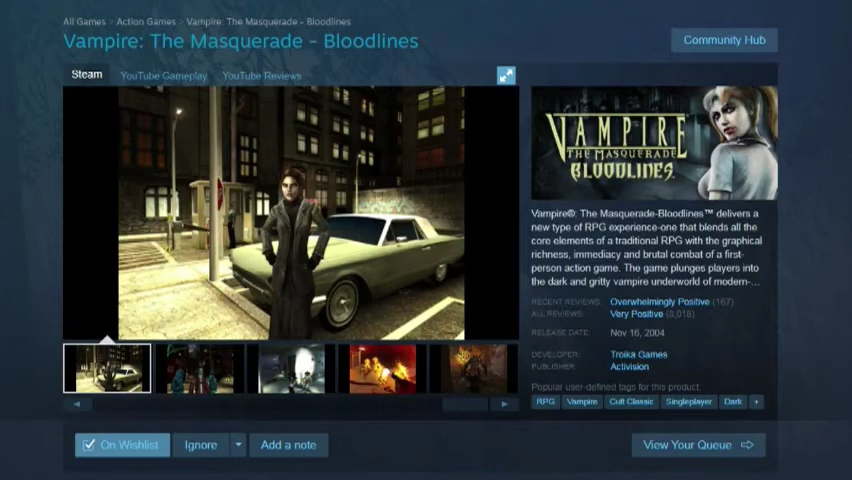 All Games > Action Games > Vampire: The Masquerade - Bloodlines
Vampire: The Masquerade - Bloodlines
Community Hub
Steam
YouTube Gameplay
YouTube Reviews
VAMPIRE
THE MASQUERADE
BLOODLINES
Vampire®: The Masquerade-Bloodlines™ delivers a
new type of RPG experience-one that blends all the
core elements of a traditional RPG with the graphical
richness, immediacy and brutal combat of a first-
person action game. The game plunges players into
the dark and gritty vampire underworld of modern-...
RECENT REVIEWS: Overwhelmingly Positive (167)
ALL REVIEWS: Very Positive (8,018)
RELEASE DATE: Nov 16, 2004
DEVELOPER: Troika Games
PUBLISHER: Activision
Popular user-defined tags for this product:
RPG Vampire Cult Classic Singleplayer Dark +
On Wishlist
Ignore
Add a note
View Your Queue